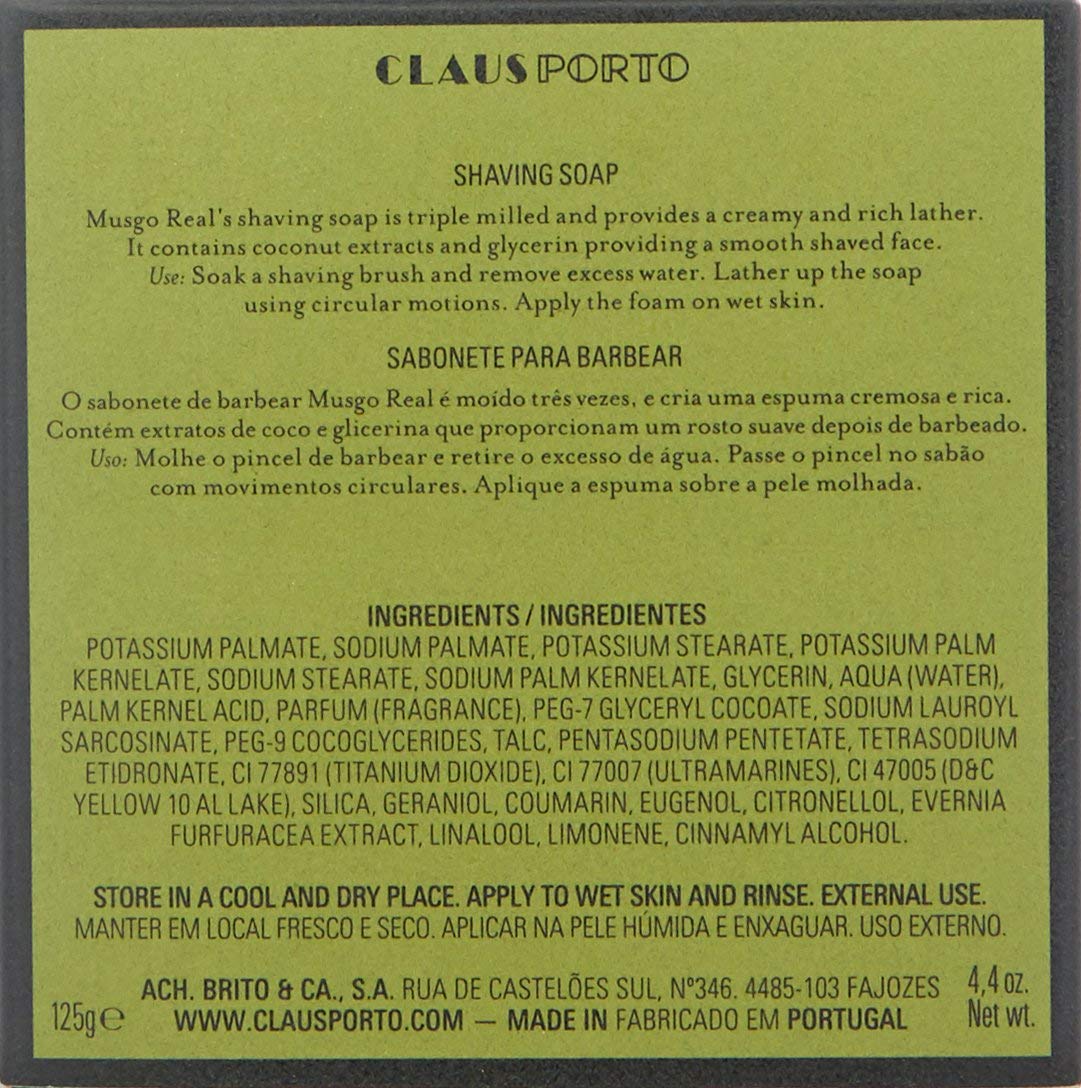 CLAUS PORTO
SHAVING SOAP
Musgo Real's shaving soap is triple milled and provides a creamy and rich lather.
It contains coconut extracts and glycerin providing a smooth shaved face.
Use: Soak a shaving brush and remove excess water. Lather up the soap
using circular motions. Apply the foam on wet skin.
SABONETE PARA BARBEAR
O sabonete de barbear Musgo Real é moído três vezes, e cria uma espuma cremosa e rica.
Contém extratos de coco e glicerina que proporcionam um rosto suave depois de barbeado.
Uso: Molhe o pincel de barbear e retire o excesso de água. Passe o pincel no sabão
com movimentos circulares. Aplique a espuma sobre a pele molhada.
INGREDIENTS / INGREDIENTES
POTASSIUM PALMATE, SODIUM PALMATE, POTASSIUM STEARATE, POTASSIUM PALM
KERNELATE, SODIUM STEARATE, SODIUM PALM KERNELATE, GLYCERIN, AQUA (WATER),
PALM KERNEL ACID, PARFUM (FRAGRANCE), PEG-7 GLYCERYL COCOATE, SODIUM LAUROYL
SARCOSINATE, PEG-9 COCOGLYCERIDES, TALC, PENTASODIUM PENTETATE, TETRASODIUM
ETIDRONATE, CI 77891 (TITANIUM DIOXIDE), CI 77007 (ULTRAMARINES), CI 47005 (D&C
YELLOW 10 AL LAKE), SILICA, GERANIOL, COUMARIN, EUGENOL, CITRONELLOL, EVERNIA
FURFURACEA EXTRACT, LINALOOL, LIMONENE, CINNAMYL ALCOHOL.
STORE IN A COOL AND DRY PLACE. APPLY TO WET SKIN AND RINSE. EXTERNAL USE.
MANTER EM LOCAL FRESCO E SECO. APLICAR NA PELE HÚMIDA E ENXAGUAR. USO EXTERNO.
ACH. BRITO & CA., S.A. RUA DE CASTELÕES SUL, Nº346. 4485-103 FAJOZES
125g ℮ WWW.CLAUSPORTO.COM — MADE IN FABRICADO EM PORTUGAL
4,4 oz.
Net wt.